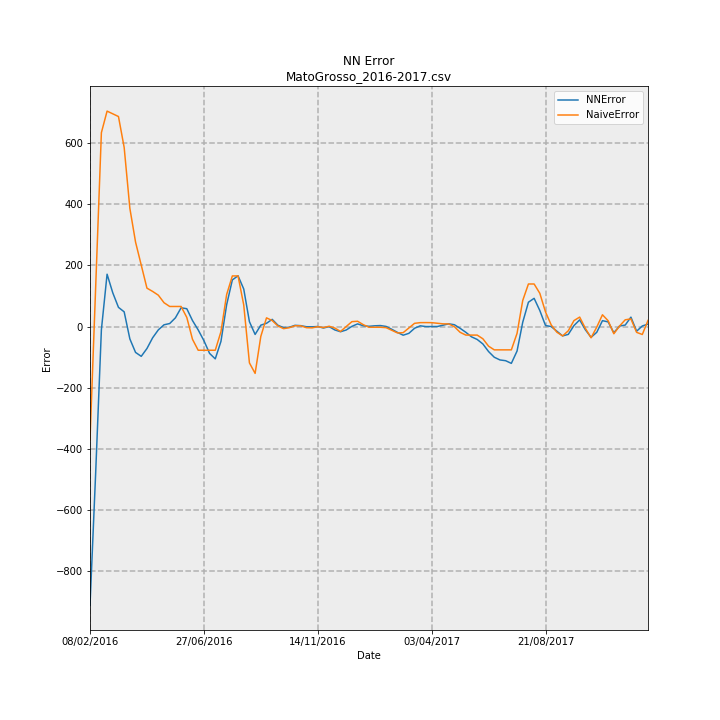 NN Error
MatoGrosso_2016-2017.csv
NNError
NaiveError
600
400
200
0
−200
−400
−600
−800
Error
08/02/2016 27/06/2016 14/11/2016 03/04/2017 21/08/2017
Date